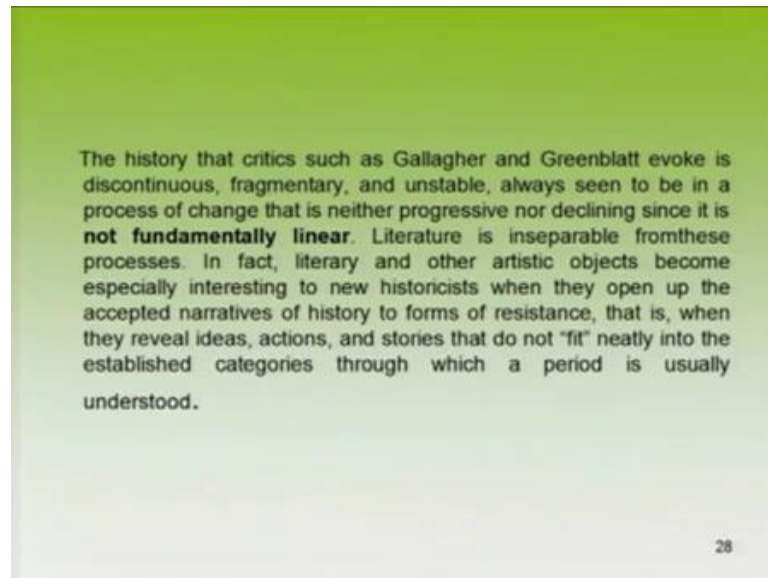 The history that critics such as Gallagher and Greenblatt evoke is
discontinuous, fragmentary, and unstable, always seen to be in a
process of change that is neither progressive nor declining since it is
not fundamentally linear. Literature is inseparable fromthese
processes. In fact, literary and other artistic objects become
especially interesting to new historicists when they open up the
accepted narratives of history to forms of resistance, that is, when
they reveal ideas, actions, and stories that do not "fit" neatly into the
established categories through which a period is usually
understood.
28